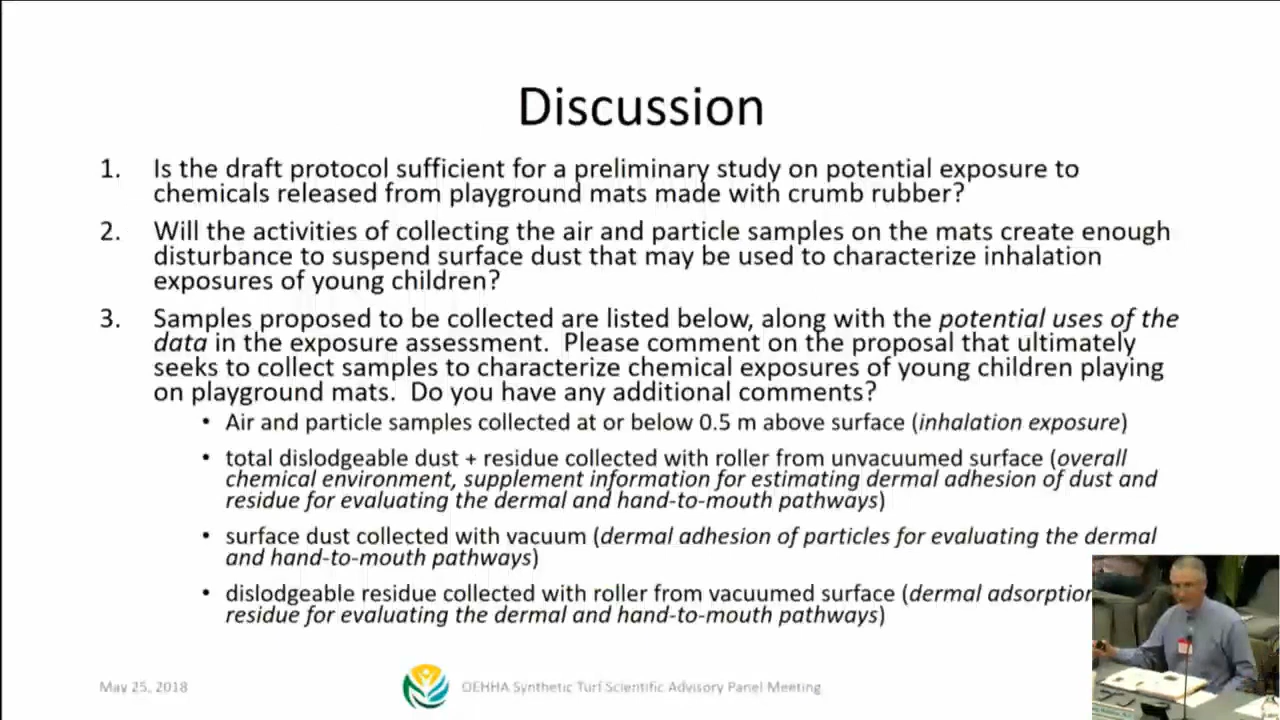 Discussion
1. Is the draft protocol sufficient for a preliminary study on potential exposure to
chemicals released from playground mats made with crumb rubber?
2. Will the activities of collecting the air and particle samples on the mats create enough
disturbance to suspend surface dust that may be used to characterize inhalation
exposures of young children?
3. Samples proposed to be collected are listed below, along with the potential uses of the
data in the exposure assessment. Please comment on the proposal that ultimately
seeks to collect samples to characterize chemical exposures of young children playing
on playground mats. Do you have any additional comments?
• Air and particle samples collected at or below 0.5 m above surface (inhalation exposure)
• total dislodgeable dust + residue collected with roller from unvacuumed surface (overall
chemical environment, supplement information for estimating dermal adhesion of dust and
residue for evaluating the dermal and hand-to-mouth pathways)
• surface dust collected with vacuum (dermal adhesion of particles for evaluating the dermal
and hand-to-mouth pathways)
• dislodgeable residue collected with roller from vacuumed surface (dermal adsorption
residue for evaluating the dermal and hand-to-mouth pathways)
May 25, 2018
OEHHA Synthetic Turf Scientific Advisory Panel Meeting